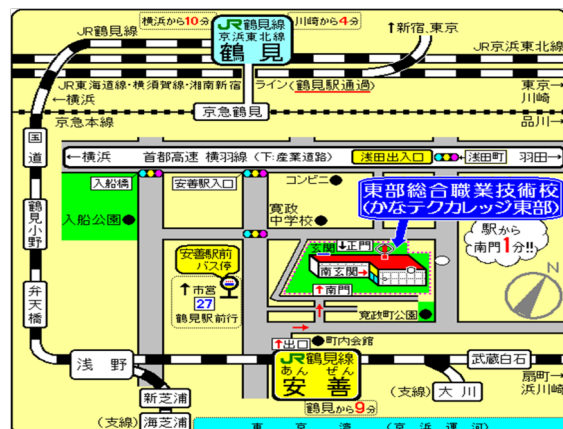 横浜から10分
JR鶴見線
京浜東北線
鶴見
川崎から4分
↑新宿、東京
JR鶴見線
JR京浜東北線
JR東海道線・横須賀線・湘南新宿ライン(鶴見駅通過)
東京→
川崎
←横浜
京急鶴見
京急本線
品川→
国道
←横浜 首都高速 横羽線 (下:産業道路)
浅田出入口
浅田町
羽田→
入船橋
安善駅入口
コンビニ
東部総合職業技術校
(かなテクカレッジ東部)
鶴見小野
入船公園
寛政
中学校
駅から
南門1分!!
玄関
↓正門
南玄関→
↑南門
安善駅前
バス停
↑市営
27
鶴見駅前行
N
弁天橋
寛政町公園
→
↑出口
町内会館
浅野
JR鶴見線
あんぜん
安善
武蔵白石
扇町→
浜川崎
(支線)
大川
新芝浦
(支線)
海芝浦
鶴見から9分
東京湾(京浜運河)